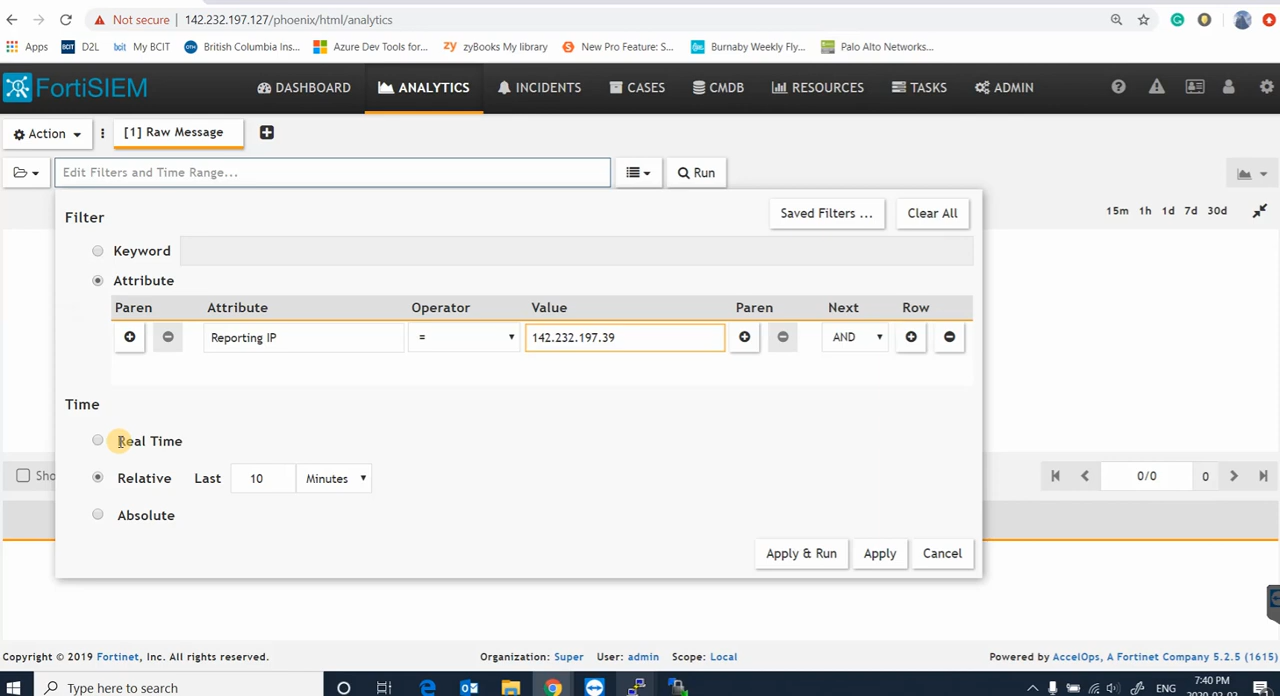 Not secure | 142.232.197.127/phoenix/html/analytics
Apps BCIT D2L bcit My BCIT British Columbia Ins... Azure Dev Tools for... zy zyBooks My library New Pro Feature: S... Burnaby Weekly Fly... Palo Alto Networks...
FortiSIEM DASHBOARD ANALYTICS INCIDENTS CASES CMDB RESOURCES TASKS ADMIN
Action [1] Raw Message
Edit Filters and Time Range... Run
Filter Saved Filters ... Clear All
15m 1h 1d 7d 30d
Keyword
Attribute
Paren Attribute Operator Value Paren Next Row
Reporting IP = 142.232.197.39 AND
Time
Real Time
Sho Relative Last 10 Minutes 0/0 0
Absolute
Apply & Run Apply Cancel
Copyright © 2019 Fortinet, Inc. All rights reserved. Organization: Super User: admin Scope: Local Powered by AccelOps, A Fortinet Company 5.2.5 (1615)
Type here to search ENG 7:40 PM